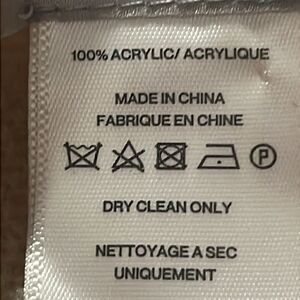 100% ACRYLIC/ ACRYLIQUE
MADE IN CHINA
FABRIQUE EN CHINE
P
DRY CLEAN ONLY
NETTOYAGE A SEC
UNIQUEMENT